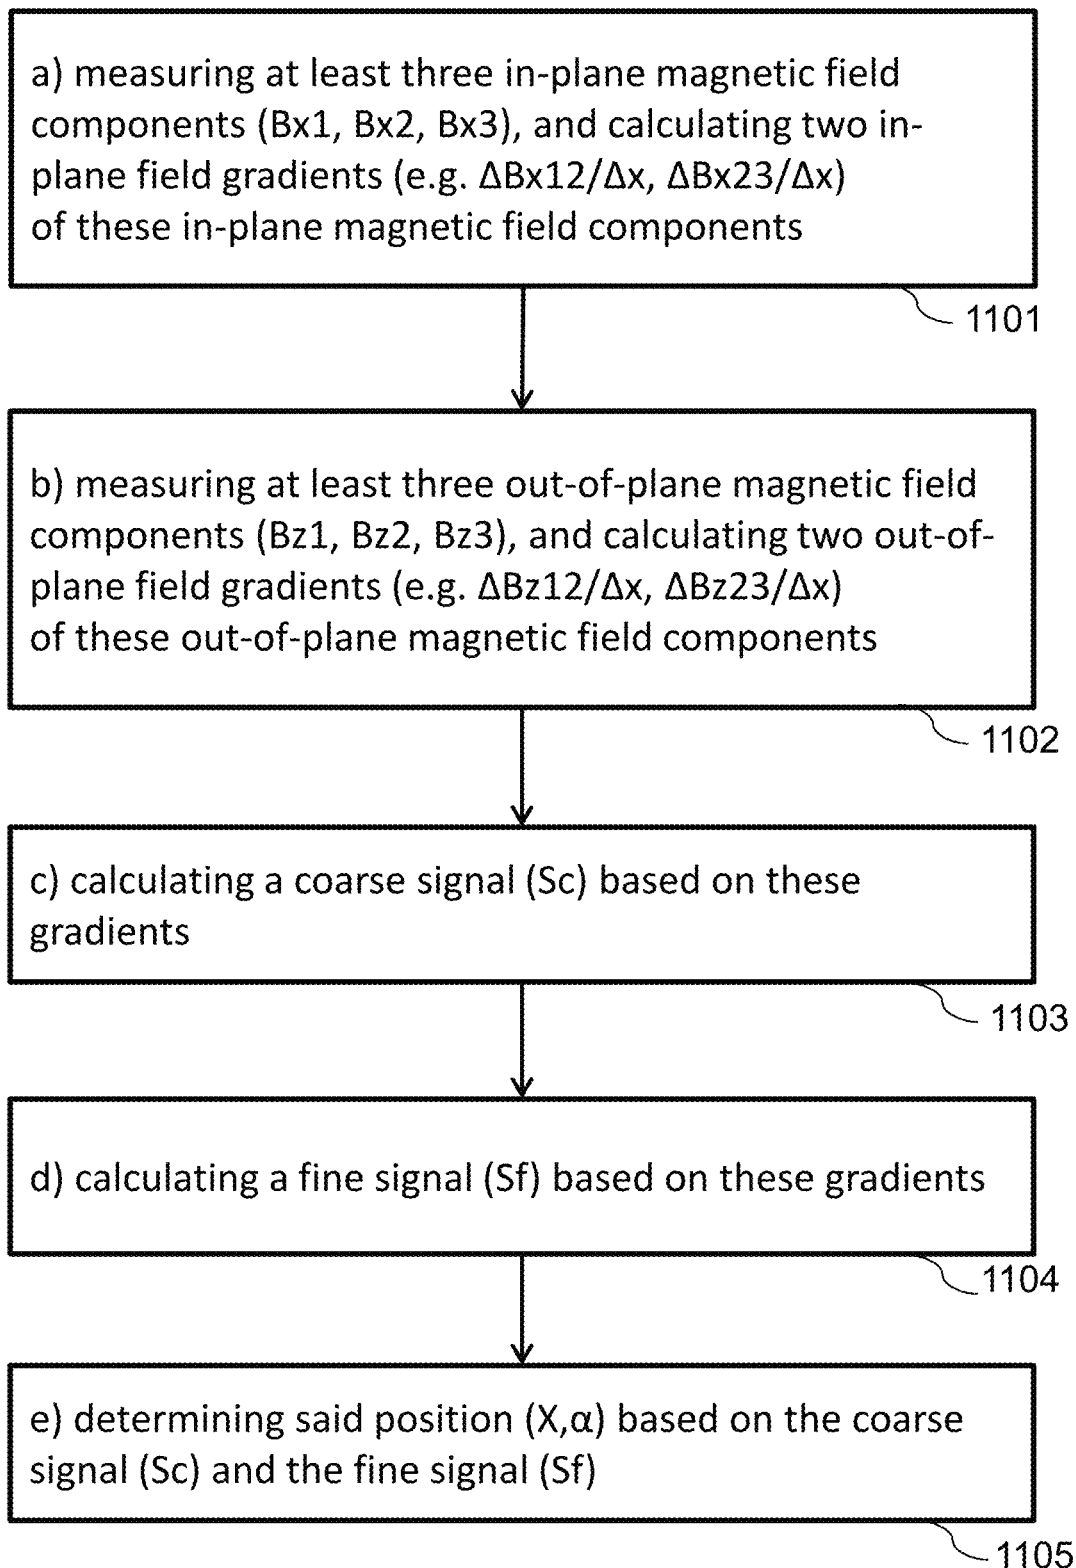 a) measuring at least three in-plane magnetic field
components (Bx1, Bx2, Bx3), and calculating two in-
plane field gradients (e.g. ΔBx12/Δx, ΔBx23/Δx)
of these in-plane magnetic field components
1101
b) measuring at least three out-of-plane magnetic field
components (Bz1, Bz2, Bz3), and calculating two out-of-
plane field gradients (e.g. ΔBz12/Δx, ΔBz23/Δx)
of these out-of-plane magnetic field components
1102
c) calculating a coarse signal (Sc) based on these
gradients
1103
d) calculating a fine signal (Sf) based on these gradients
1104
e) determining said position (X,α) based on the coarse
signal (Sc) and the fine signal (Sf)
1105